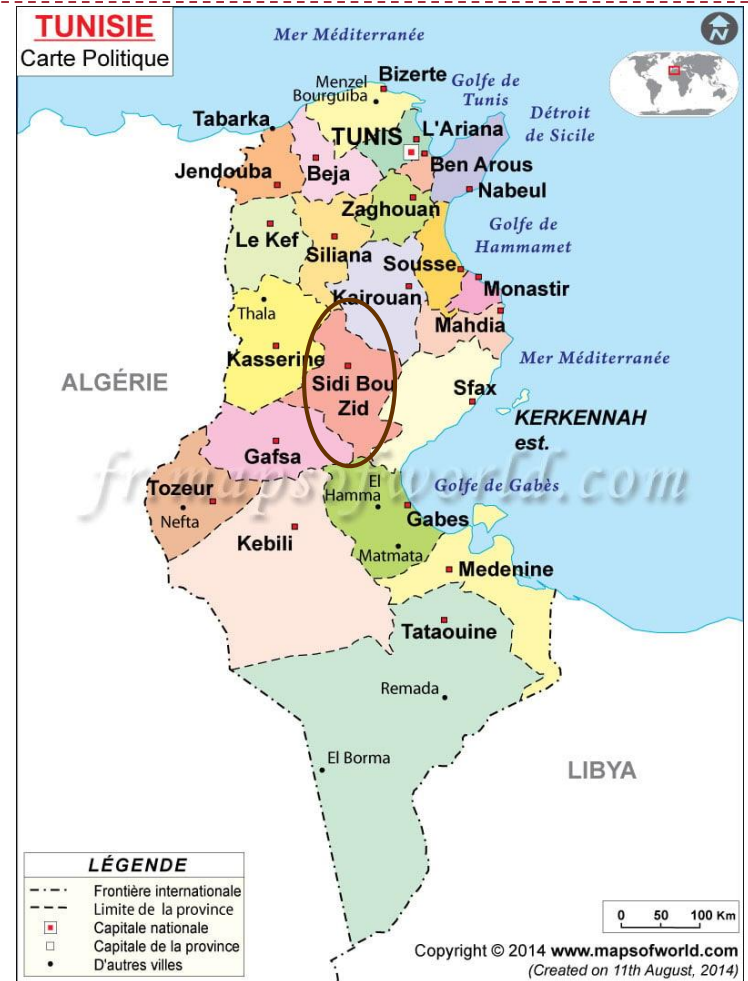 TUNISIE
Carte Politique
Mer Méditerranée
N
Menzel
Bourguiba
Bizerte
Golfe de
Tunis
Détroit
de Sicile
Tabarka
TUNIS
L'Ariana
Jendouba
Beja
Ben Arous
Nabeul
Zaghouan
Le Kef
Siliana
Golfe de
Hammamet
Sousse
Kairouan
Monastir
Thala
Mahdia
Kasserine
Mer Méditerranée
ALGÉRIE
Sidi Bou
Zid
Sfax
KERKENNAH
est.
Gafsa
fr.mapsofworld.com
Tozeur
Nefta
El
Hamma
Golfe de Gabès
Gabes
Kebili
Matmata
Medenine
Tataouine
Remada
El Borma
LIBYA
LÉGENDE
Frontière internationale
Limite de la province
Capitale nationale
Capitale de la province
D'autres villes
0 50 100 Km
Copyright © 2014 www.mapsofworld.com
(Created on 11th August, 2014)